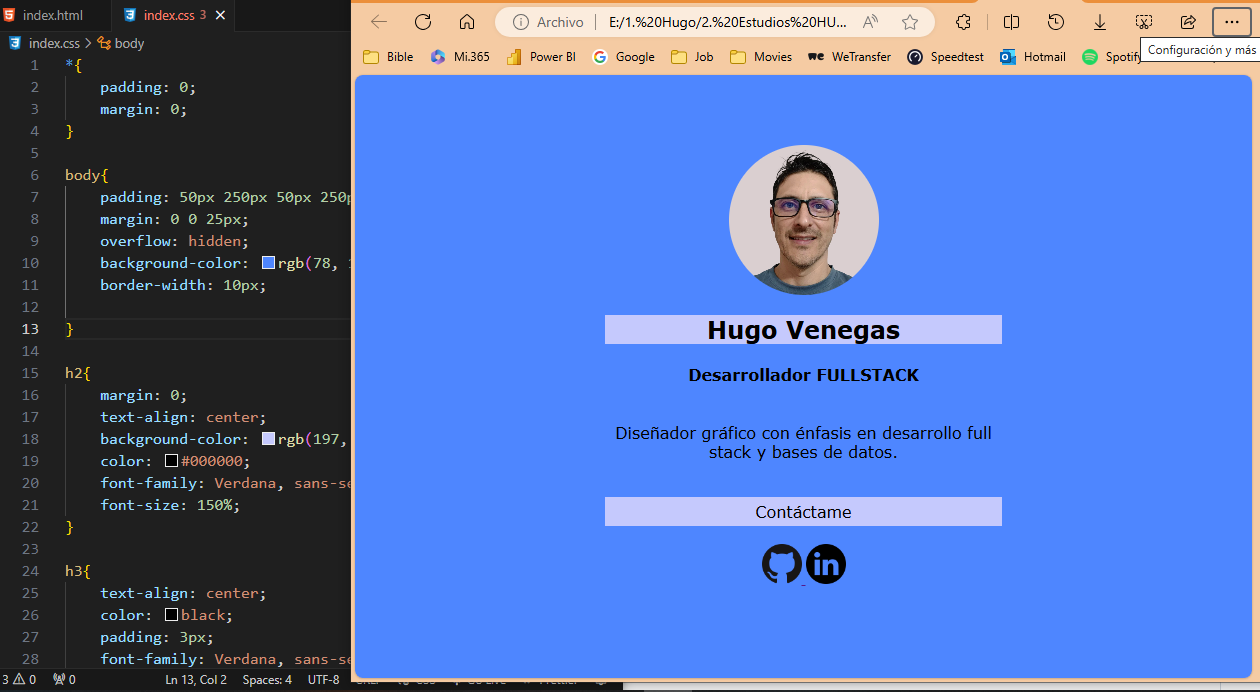 index.html
index.css 3
index.css > body
1 *{
2 padding: 0;
3 margin: 0;
4 }
5
6 body{
7 padding: 50px 250px 50px 250p
8 margin: 0 0 25px;
9 overflow: hidden;
10 background-color: rgb(78,
11 border-width: 10px;
12
13 }
14
15 h2{
16 margin: 0;
17 text-align: center;
18 background-color: rgb(197,
19 color: #000000;
20 font-family: Verdana, sans-se
21 font-size: 150%;
22 }
23
24 h3{
25 text-align: center;
26 color: black;
27 padding: 3px;
28 font-family: Verdana, sans-se
3 0 0 Ln 13, Col 2 Spaces: 4 UTF-8
Archivo E:/1.%20Hugo/2.%20Estudios%20HU...
Configuración y más
Bible Mi.365 Power BI Google Job Movies WeTransfer Speedtest Hotmail Spotify
Hugo Venegas
Desarrollador FULLSTACK
Diseñador gráfico con énfasis en desarrollo full
stack y bases de datos.
Contáctame
in